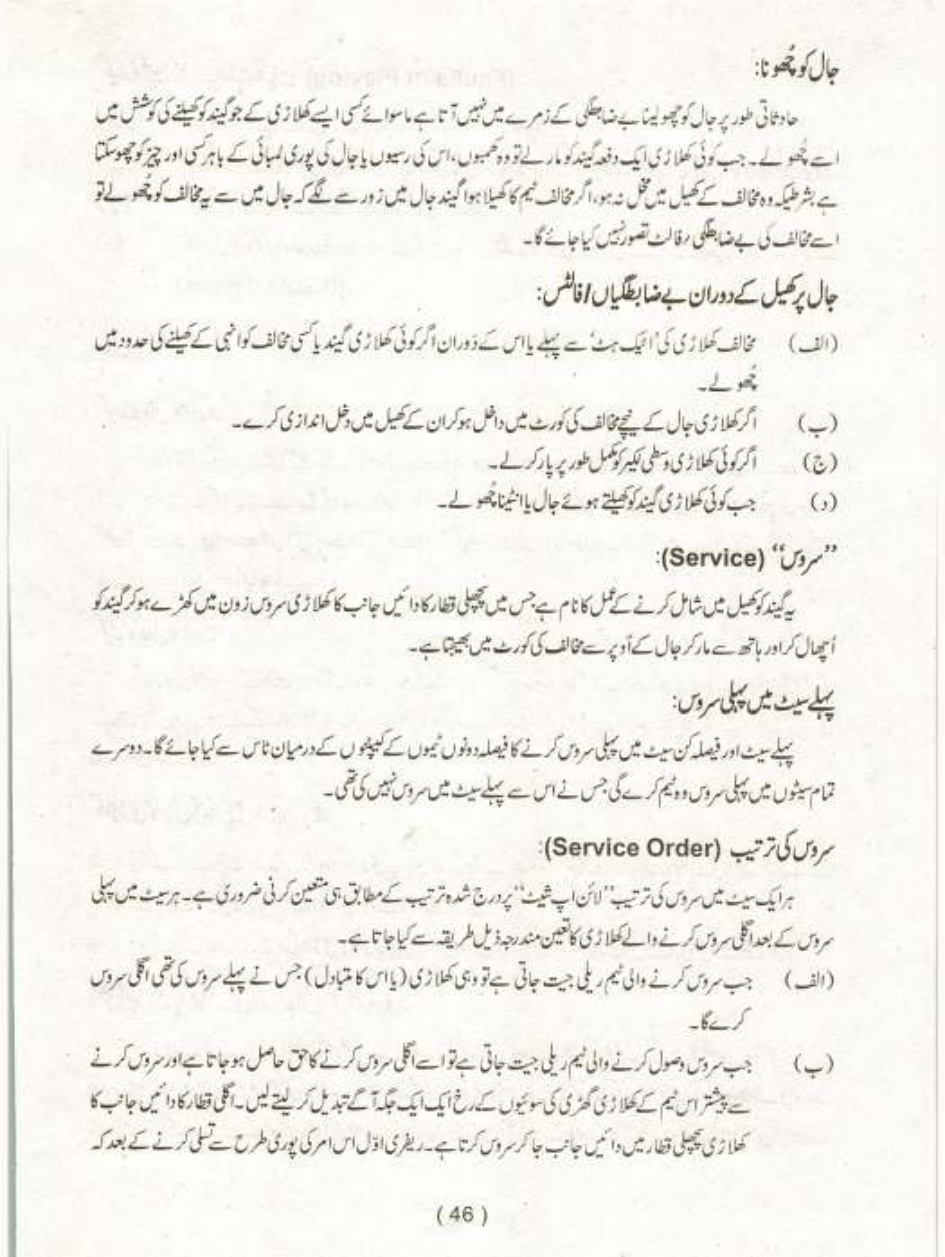 جال کو چُھونا:
حادثاتی طور پر جال کو چھو لینا بے ضابطگی کے زمرے میں نہیں آتا ہے ماسوائے کسی ایسے کھلاڑی کے جو گیند کو کھیلنے کی کوشش میں
اسے چُھولے۔ جب کوئی کھلاڑی ایک دفعہ گیند کو مار لے تو وہ کھمبوں، اس کی رسیوں یا جال کی پوری لمبائی کے باہر کسی اور چیز کو چھو سکتا
ہے بشرطیکہ وہ مخالف کے کھیل میں مخل نہ ہو، اگر مخالف ٹیم کا کھیلا ہوا گیند جال میں زور سے لگے کہ جال میں سے یہ مخالف کو چُھولے تو
اسے مخالف کی بے ضابطگی رفالٹ تصور نہیں کیا جائے گا۔
جال پر کھیل کے دوران بے ضابطگیاں/فالٹس:
(الف) مخالف کھلاڑی کی 'اٹیک ہٹ' سے پہلے یا اس کے دَوران اگر کوئی کھلاڑی گیند یا کسی مخالف کو انہی کے کھیلنے کی حدود میں
چُھولے۔
(ب) اگر کھلاڑی جال کے نیچے مخالف کی کورٹ میں داخل ہو کر ان کے کھیل میں دخل اندازی کرے۔
(ج) اگر کوئی کھلاڑی وسطی لکیر کو مکمل طور پر پار کر لے۔
(د) جب کوئی کھلاڑی گیند کو کھیلتے ہوئے جال یا انٹینا چُھولے۔
”سروس“ (Service):
یہ گیند کو کھیل میں شامل کرنے کے عمل کا نام ہے جس میں پچھلی قطار کا دائیں جانب کا کھلاڑی سروس زون میں کھڑے ہو کر گیند کو
اُچھال کر اور ہاتھ سے مار کر جال کے اُوپر سے مخالف کی کورٹ میں بھیجتا ہے۔
پہلے سیٹ میں پہلی سروس:
پہلے سیٹ اور فیصلہ کن سیٹ میں پہلی سروس کرنے کا فیصلہ دونوں ٹیموں کے کیپٹنوں کے درمیان ٹاس سے کیا جائے گا۔ دوسرے
تمام سیٹوں میں پہلی سروس وہ ٹیم کرے گی جس نے اس سے پہلے سیٹ میں سروس نہیں کی تھی۔
سروس کی ترتیب (Service Order):
ہر ایک سیٹ میں سروس کی ترتیب ”لائن اپ شیٹ“ پر درج شدہ ترتیب کے مطابق ہی متعین کرنی ضروری ہے۔ ہر سیٹ میں پہلی
سروس کے بعد اگلی سروس کرنے والے کھلاڑی کا تعین مندرجہ ذیل طریقہ سے کیا جاتا ہے۔
(الف) جب سروس کرنے والی ٹیم ریلی جیت جاتی ہے تو وہی کھلاڑی (یا اس کا متبادل) جس نے پہلے سروس کی تھی اگلی سروس
کرے گا۔
(ب) جب سروس وصول کرنے والی ٹیم ریلی جیت جاتی ہے تو اسے اگلی سروس کرنے کا حق حاصل ہو جاتا ہے اور سروس کرنے
سے پیشتر اس ٹیم کے کھلاڑی گھڑی کی سوئیوں کے رخ ایک ایک جگہ آگے تبدیل کر لیتے لیں۔ اگلی قطار کا دائیں جانب کا
کھلاڑی پچھلی قطار میں دائیں جانب جا کر سروس کرتا ہے۔ ریفری اوّل اس امر کی پوری طرح سے تسلی کرنے کے بعد کہ
(46)